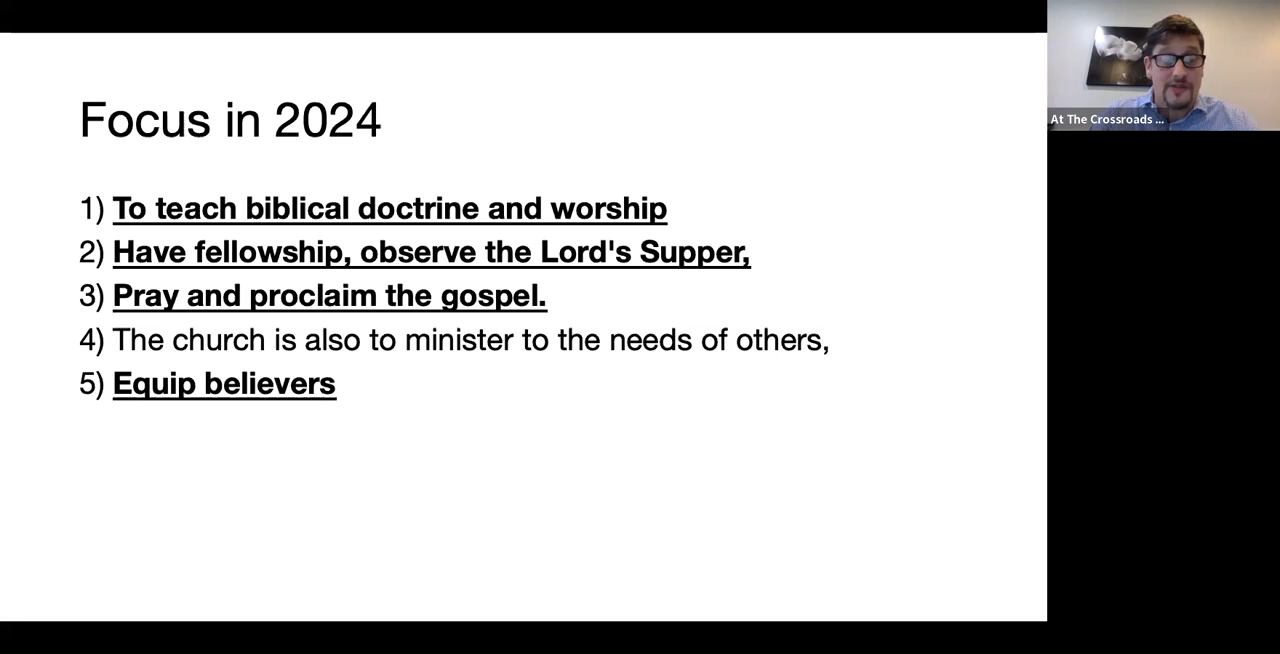 Focus in 2024
1) To teach biblical doctrine and worship
2) Have fellowship, observe the Lord's Supper,
3) Pray and proclaim the gospel.
4) The church is also to minister to the needs of others,
5) Equip believers
At The Crossroads ...